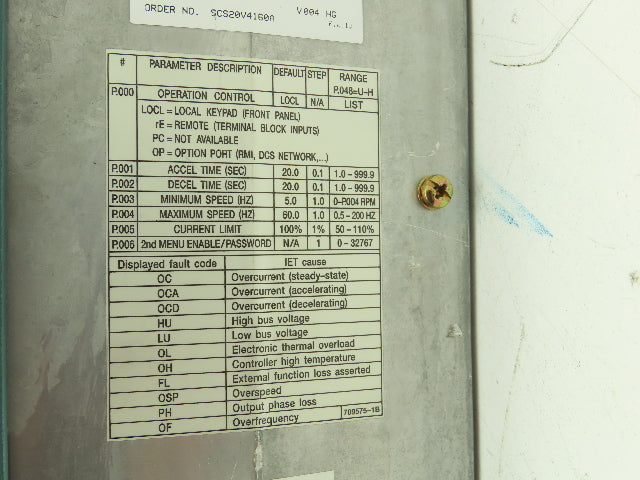 ORDER NO. SCS20V4160A V004 HG
# PARAMETER DESCRIPTION DEFAULT STEP RANGE
P.048=U-H
P.000 OPERATION CONTROL LOCL N/A LIST
LOCL = LOCAL KEYPAD (FRONT PANEL)
rE = REMOTE (TERMINAL BLOCK INPUTS)
PC = NOT AVAILABLE
OP = OPTION PORT (RMI, DCS NETWORK,...)
P.001 ACCEL TIME (SEC) 20.0 0.1 1.0 - 999.9
P.002 DECEL TIME (SEC) 20.0 0.1 1.0 - 999.9
P.003 MINIMUM SPEED (HZ) 5.0 1.0 0-P.004 RPM
P.004 MAXIMUM SPEED (HZ) 60.0 1.0 0.5 - 200 HZ
P.005 CURRENT LIMIT 100% 1% 50 - 110%
P.006 2nd MENU ENABLE/PASSWORD N/A 1 0 - 32767
Displayed fault code IET cause
OC Overcurrent (steady-state)
OCA Overcurrent (accelerating)
OCD Overcurrent (decelerating)
HU High bus voltage
LU Low bus voltage
OL Electronic thermal overload
OH Controller high temperature
FL External function loss asserted
OSP Overspeed
PH Output phase loss
OF Overfrequency
709575-1B